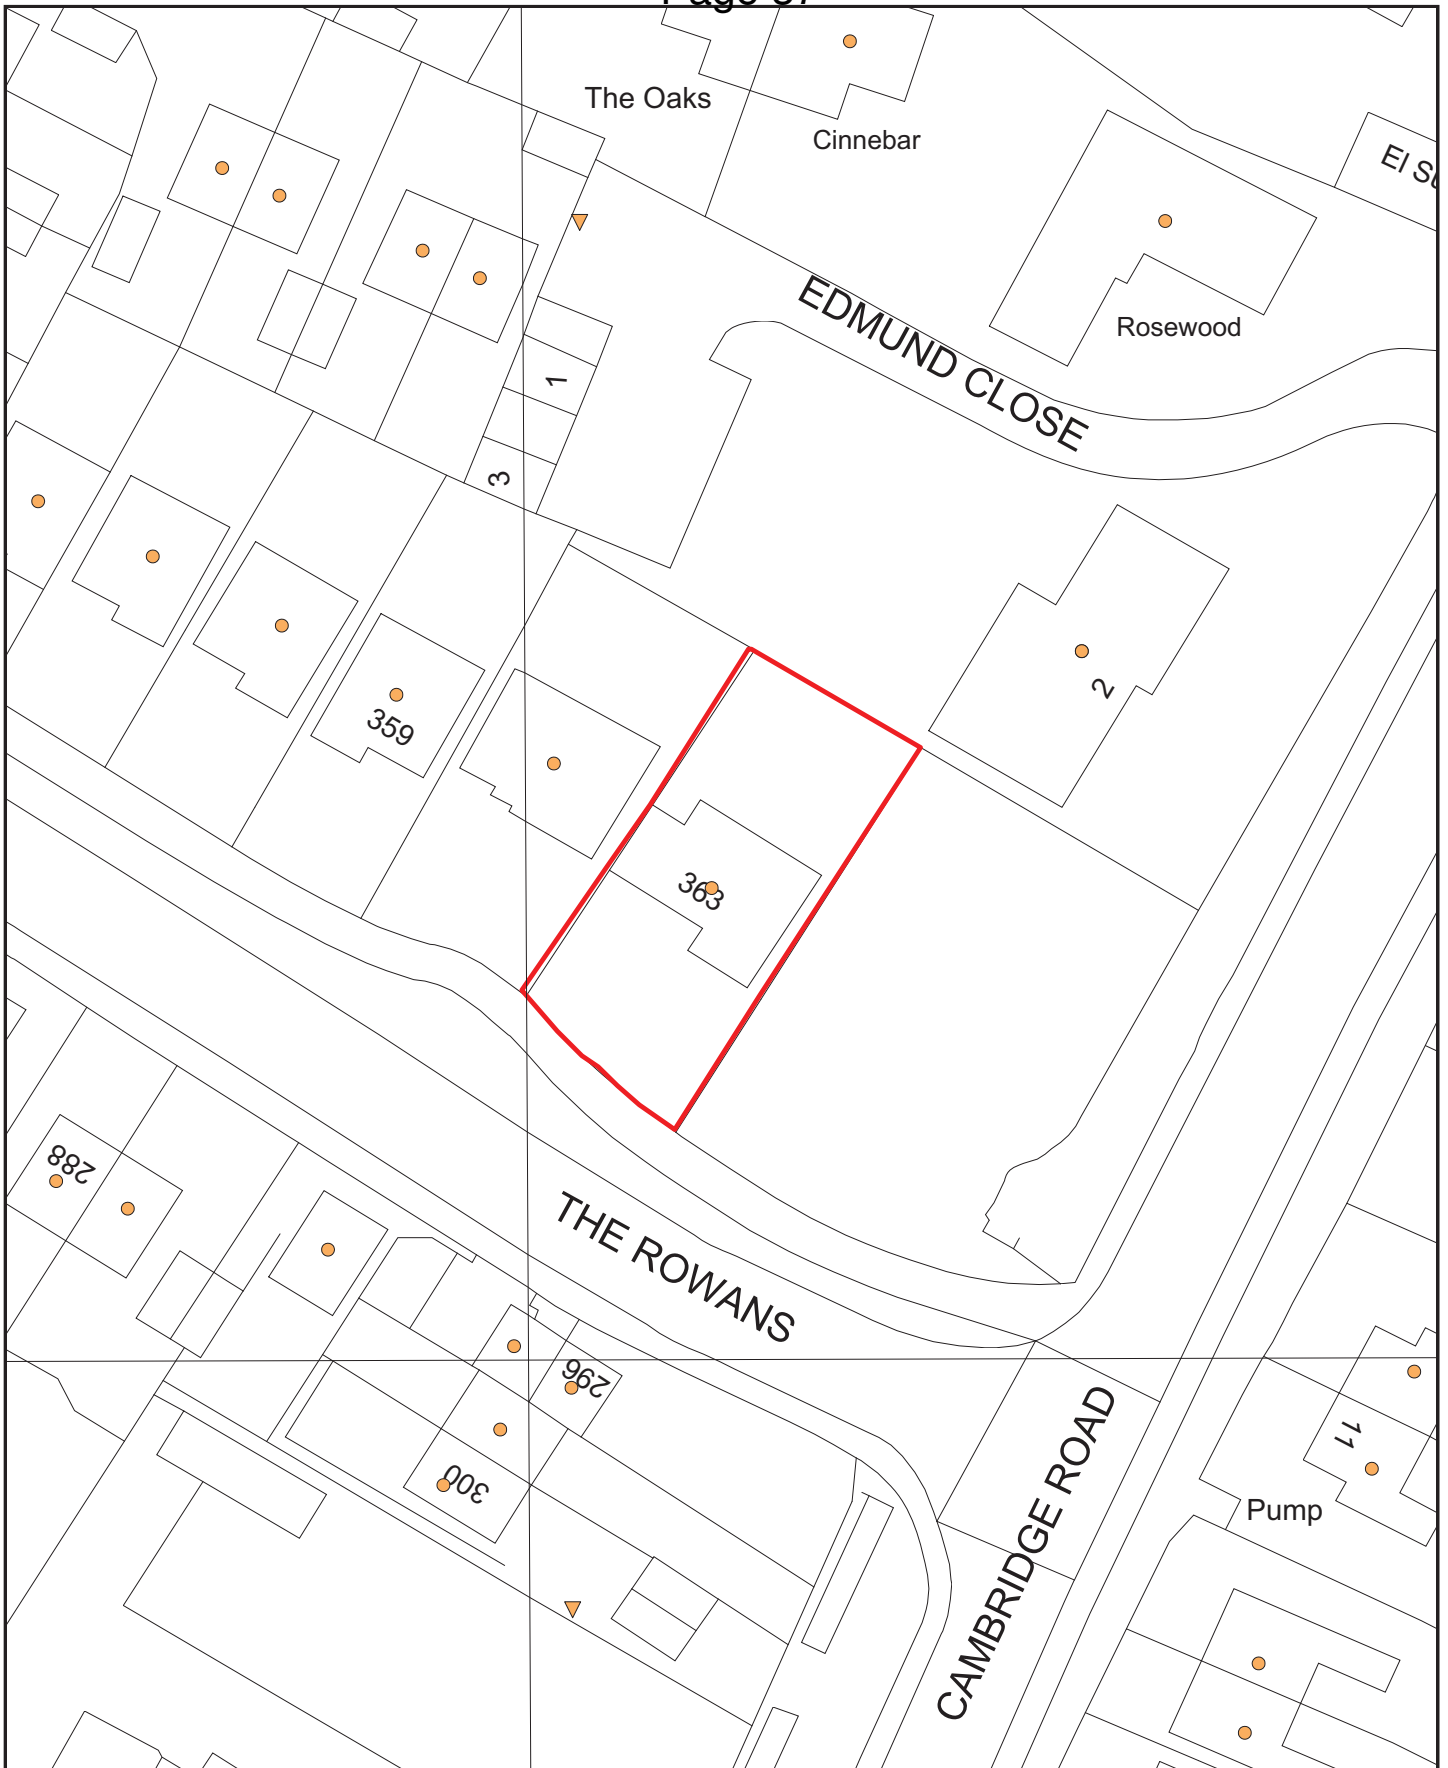 The Oaks
Cinnebar
EDMUND CLOSE
Rosewood
1
3
2
359
363
288
THE ROWANS
296
300
CAMBRIDGE ROAD
11
Pump